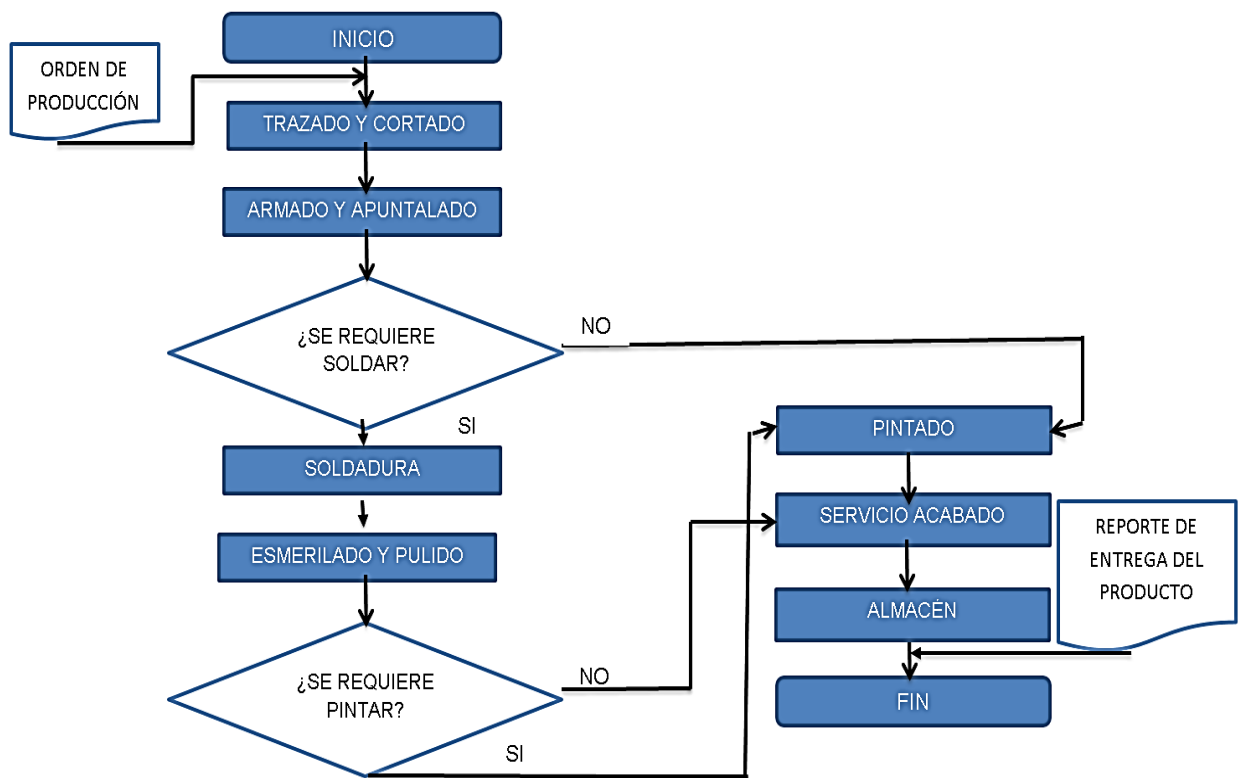 INICIO
ORDEN DE
PRODUCCIÓN
TRAZADO Y CORTADO
ARMADO Y APUNTALADO
¿SE REQUIERE
SOLDAR?
NO
SI
SOLDADURA
ESMERILADO Y PULIDO
¿SE REQUIERE
PINTAR?
NO
SI
PINTADO
SERVICIO ACABADO
ALMACÉN
REPORTE DE
ENTREGA DEL
PRODUCTO
FIN